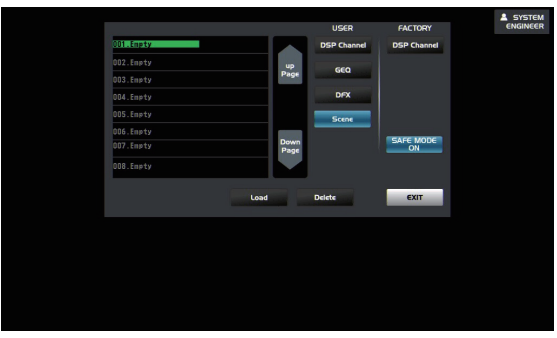 SYSTEM
ENGINEER
USER
FACTORY
001.Empty
002.Empty
003.Empty
004.Empty
005.Empty
006.Empty
007.Empty
008.Empty
up
Page
Down
Page
DSP Channel
GEQ
DFX
Scene
DSP Channel
SAFE MODE
ON
Load
Delete
EXIT